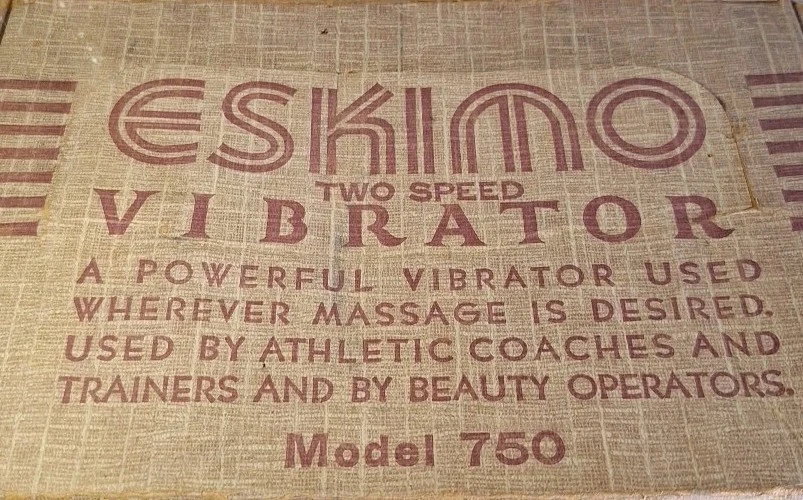 ESKIMO
TWO SPEED
VIBRATOR
A POWERFUL VIBRATOR USED
WHEREVER MASSAGE IS DESIRED.
USED BY ATHLETIC COACHES AND
TRAINERS AND BY BEAUTY OPERATORS.
Model 750